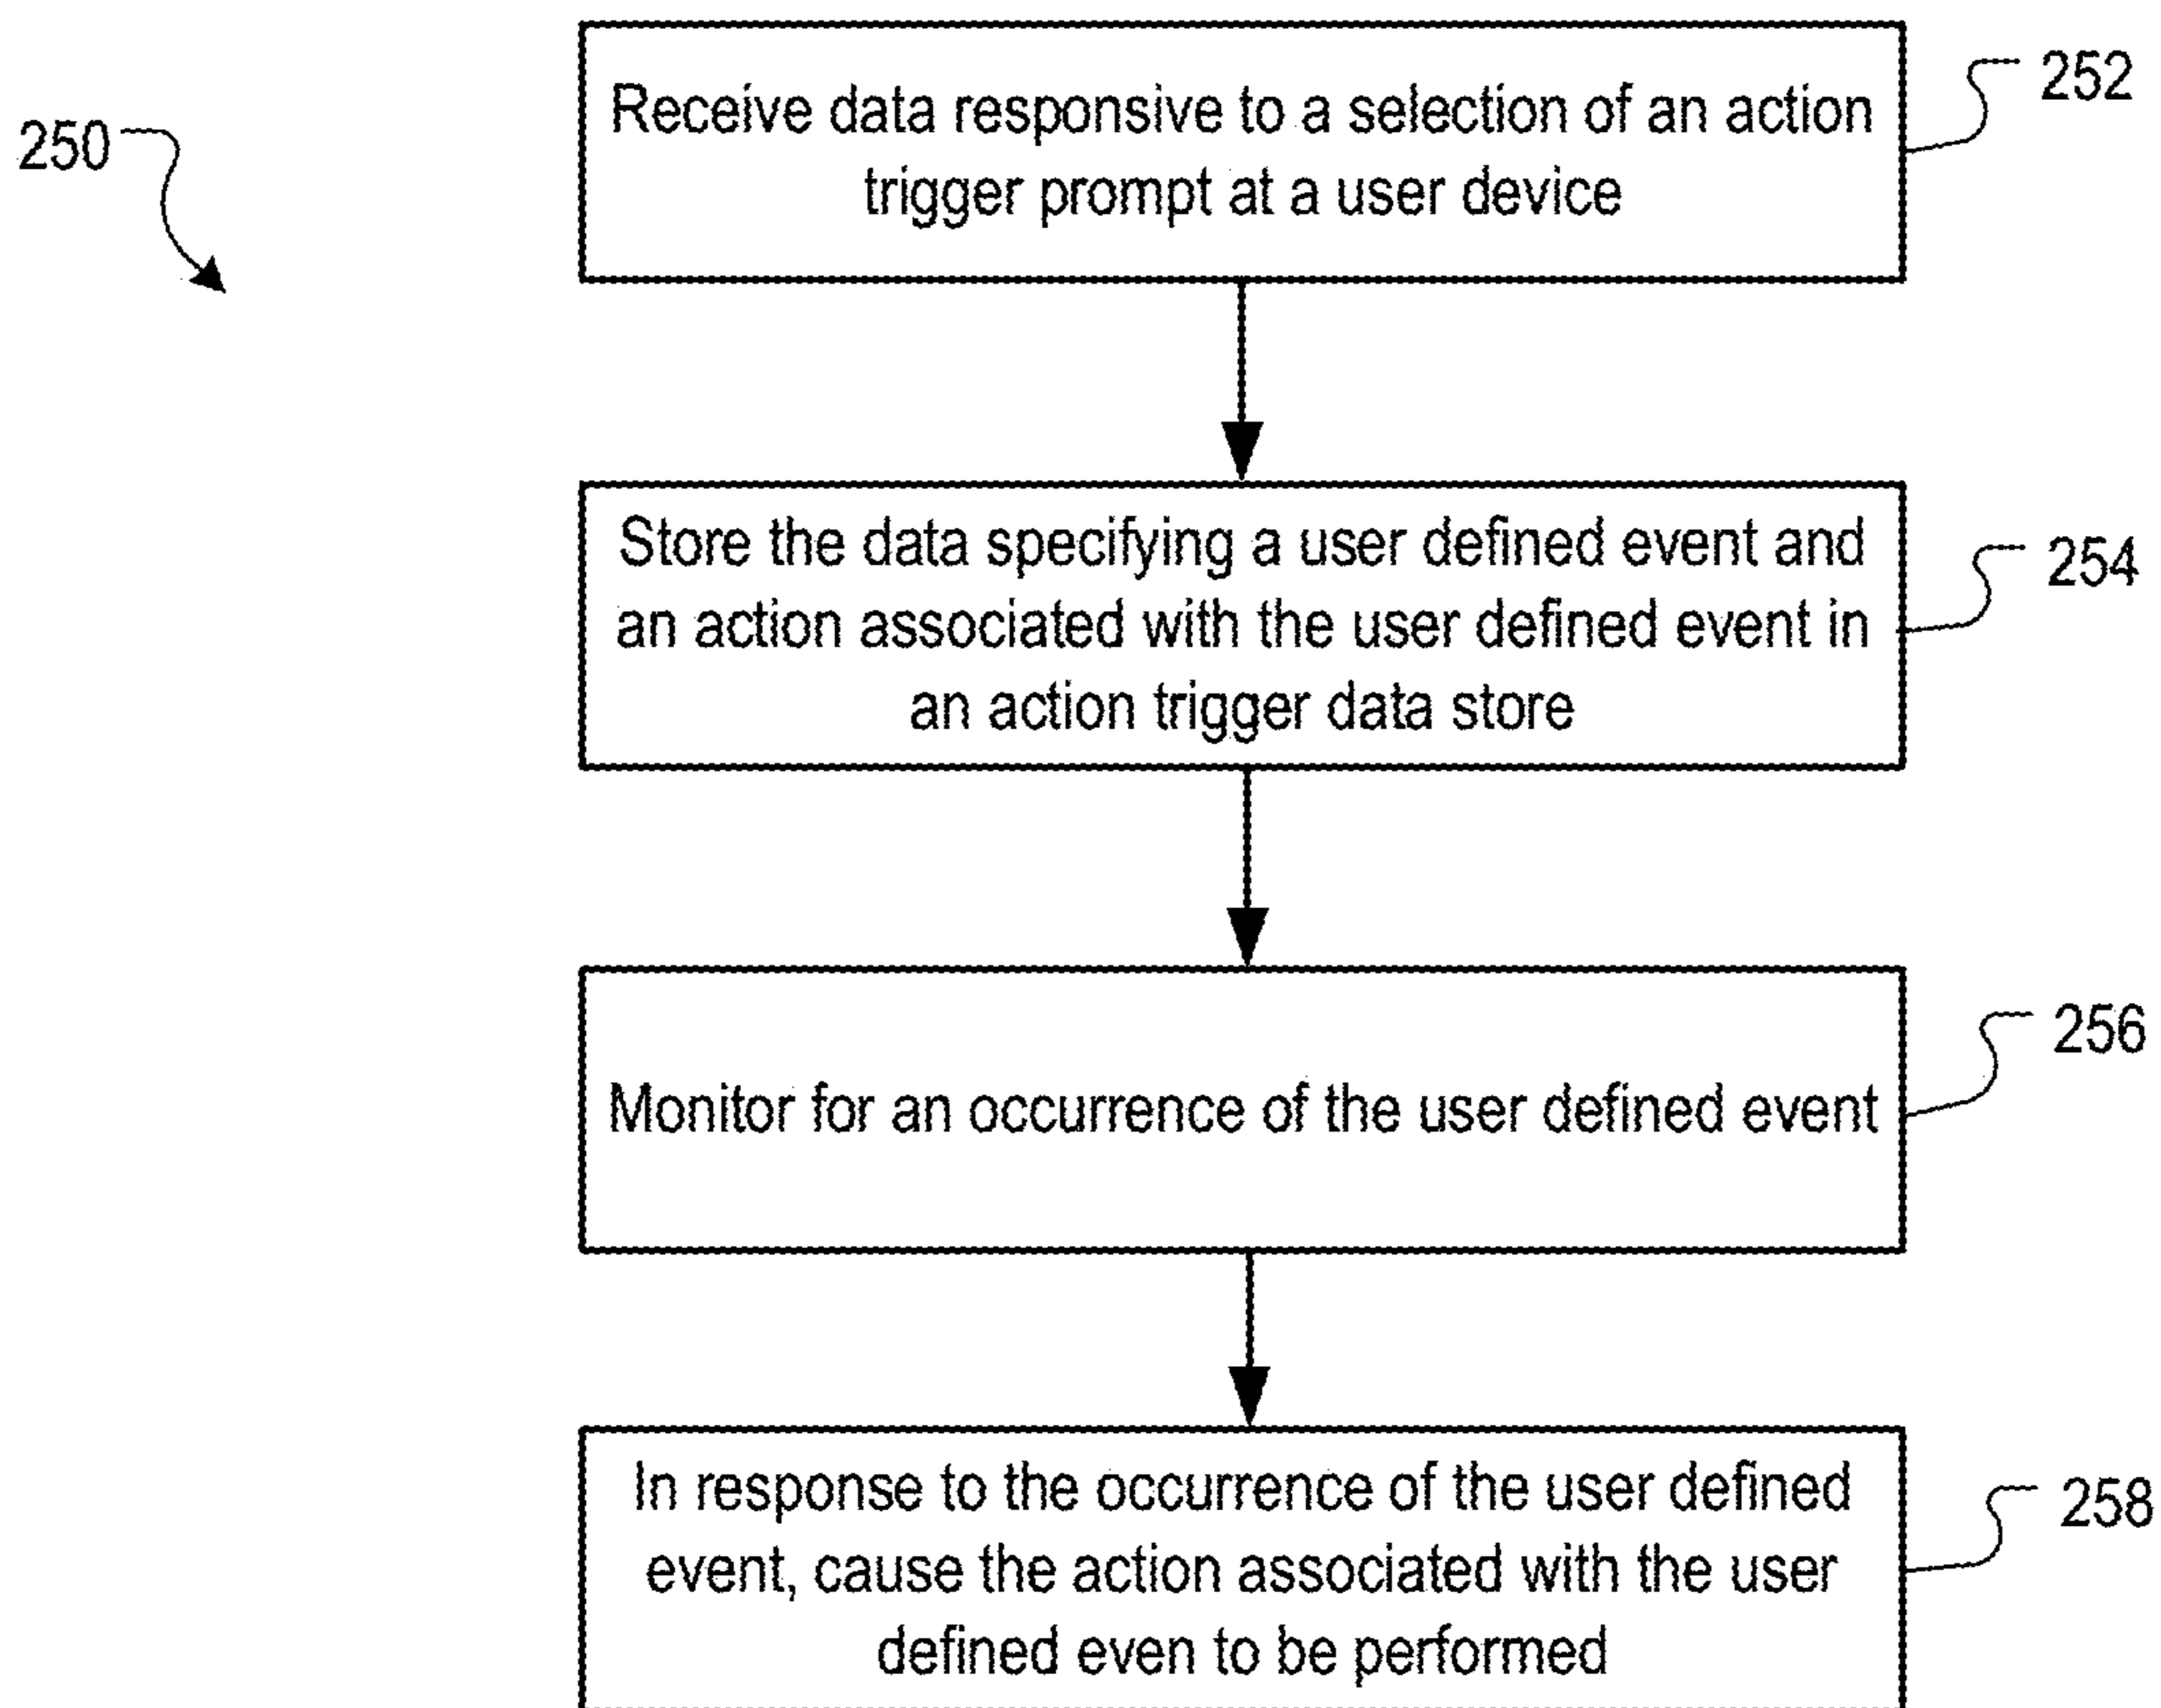 250
Receive data responsive to a selection of an action
trigger prompt at a user device
252
Store the data specifying a user defined event and
an action associated with the user defined event in
an action trigger data store
254
Monitor for an occurrence of the user defined event
256
In response to the occurrence of the user defined
event, cause the action associated with the user
defined even to be performed
258